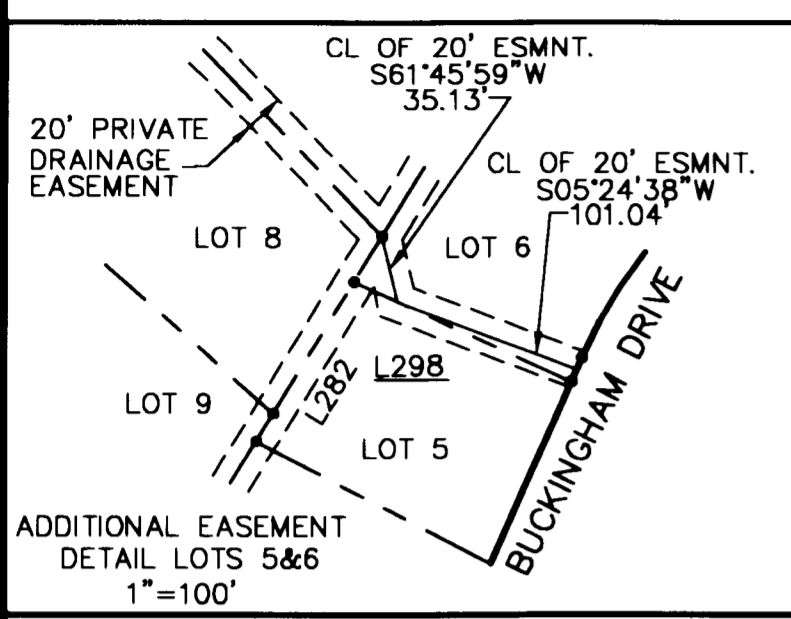 CL OF 20' ESMNT.
S61°45'59"W
35.13'
20' PRIVATE
DRAINAGE
EASEMENT
CL OF 20' ESMNT.
S05°24'38"W
101.04'
LOT 8
LOT 6
BUCKINGHAM DRIVE
L298
L282
LOT 9
LOT 5
ADDITIONAL EASEMENT
DETAIL LOTS 5&6
1"=100'